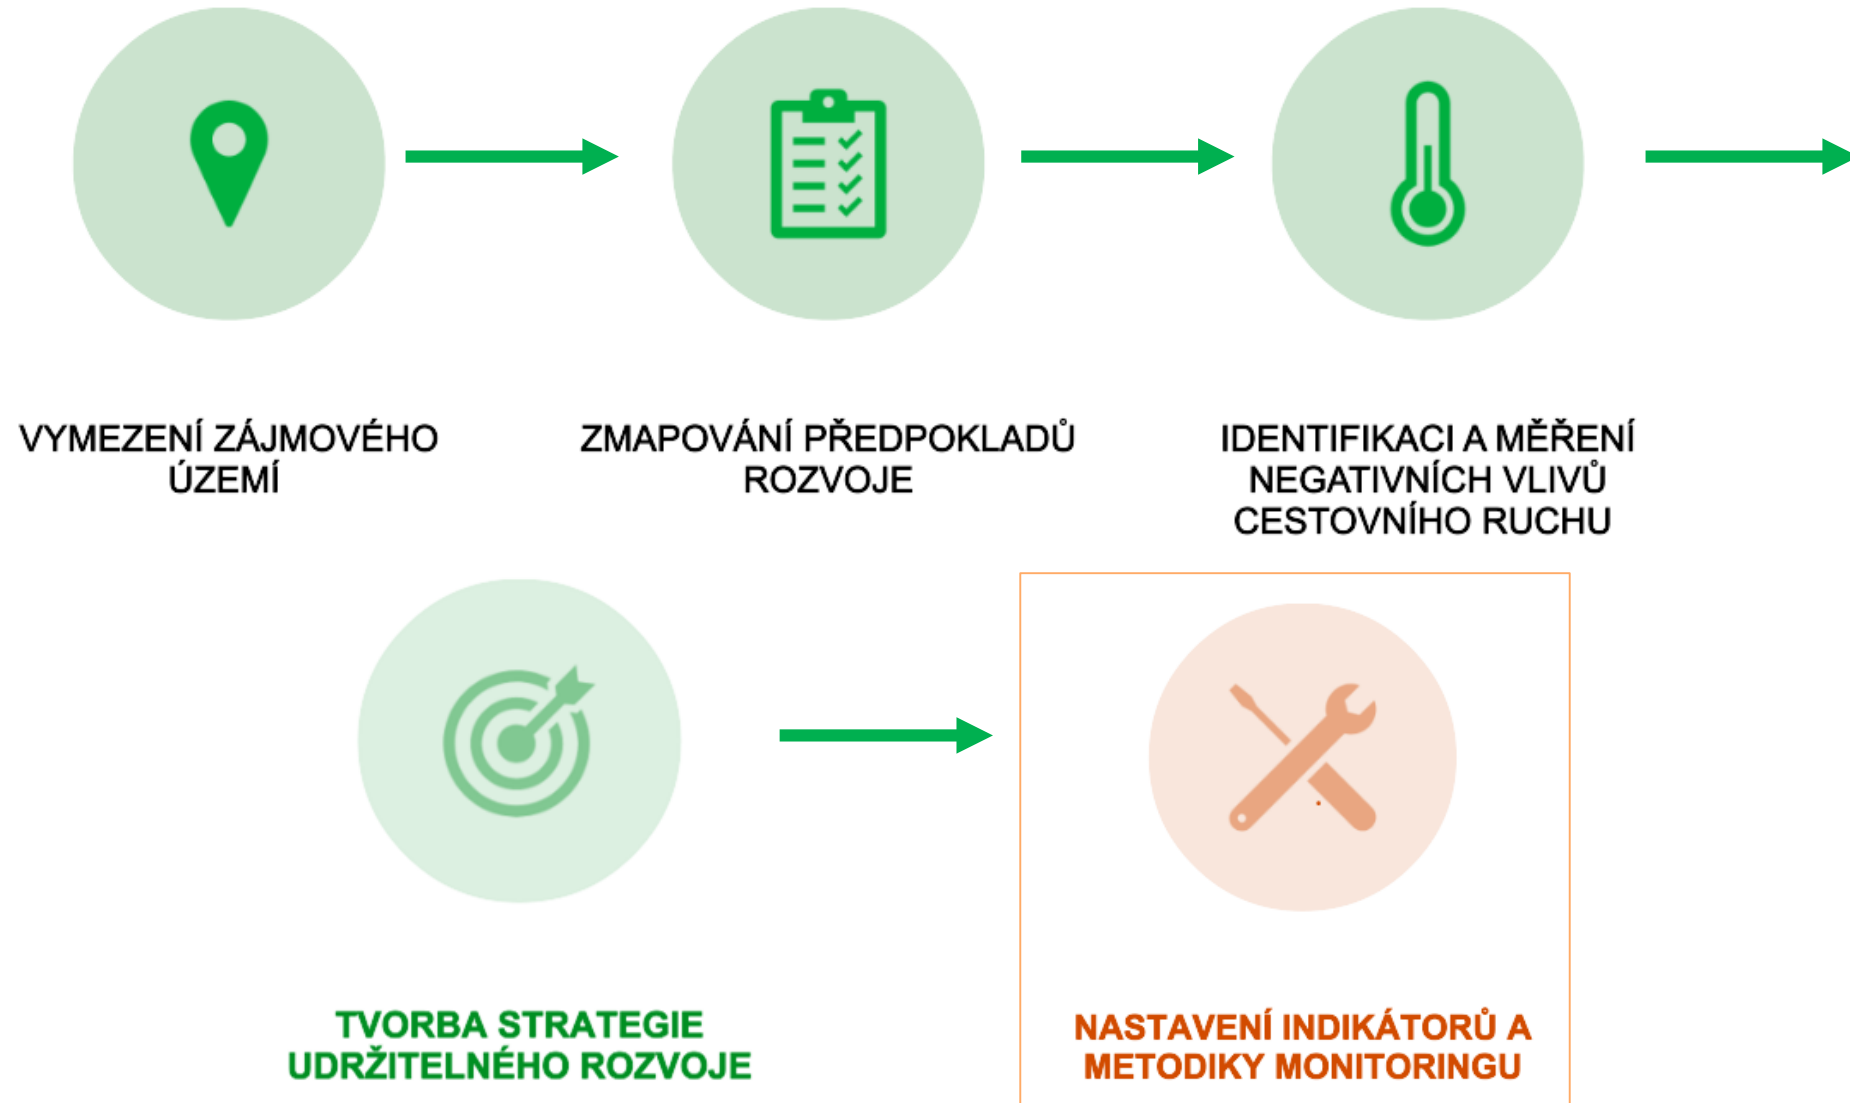 VYMEZENÍ ZÁJMOVÉHO
ÚZEMÍ
ZMAPOVÁNÍ PŘEDPOKLADŮ
ROZVOJE
IDENTIFIKACI A MĚŘENÍ
NEGATIVNÍCH VLIVŮ
CESTOVNÍHO RUCHU
TVORBA STRATEGIE
UDRŽITELNÉHO ROZVOJE
NASTAVENÍ INDIKÁTORŮ A
METODIKY MONITORINGU